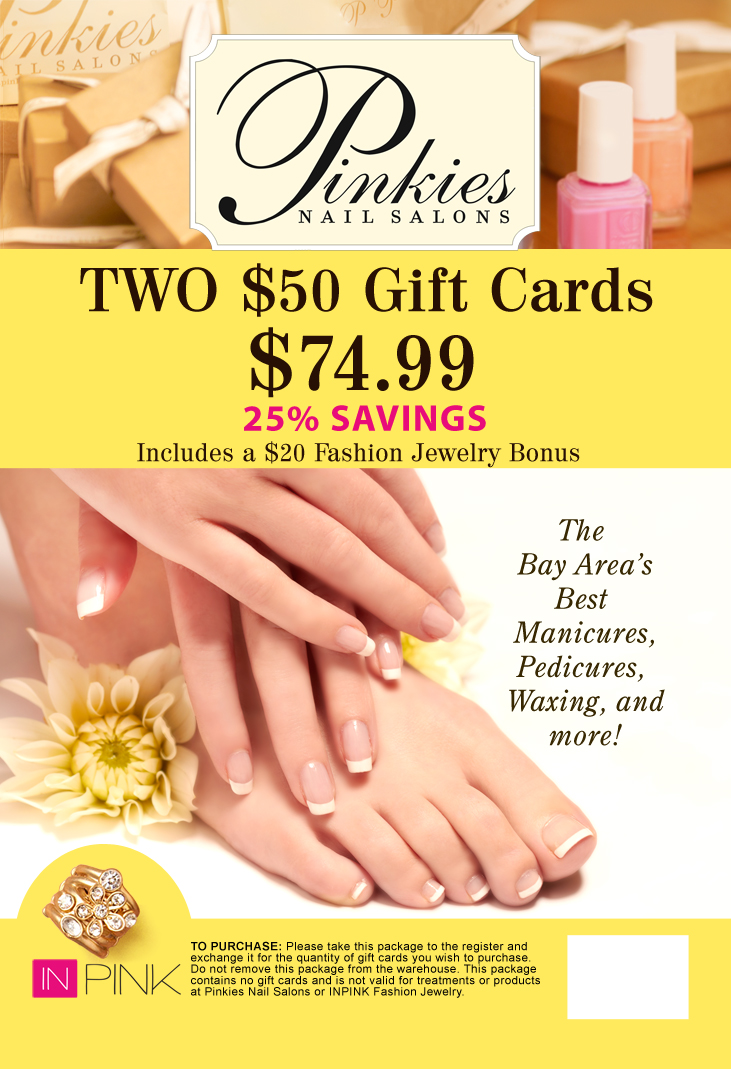 inkies
AIL SALONS
Pinkies
NAIL SALONS
TWO $50 Gift Cards
$74.99
25% SAVINGS
Includes a $20 Fashion Jewelry Bonus
The
Bay Area's
Best
Manicures,
Pedicures,
Waxing, and
more!
IN PINK
TO PURCHASE: Please take this package to the register and
exchange it for the quantity of gift cards you wish to purchase.
Do not remove this package from the warehouse. This package
contains no gift cards and is not valid for treatments or products
at Pinkies Nail Salons or INPINK Fashion Jewelry.